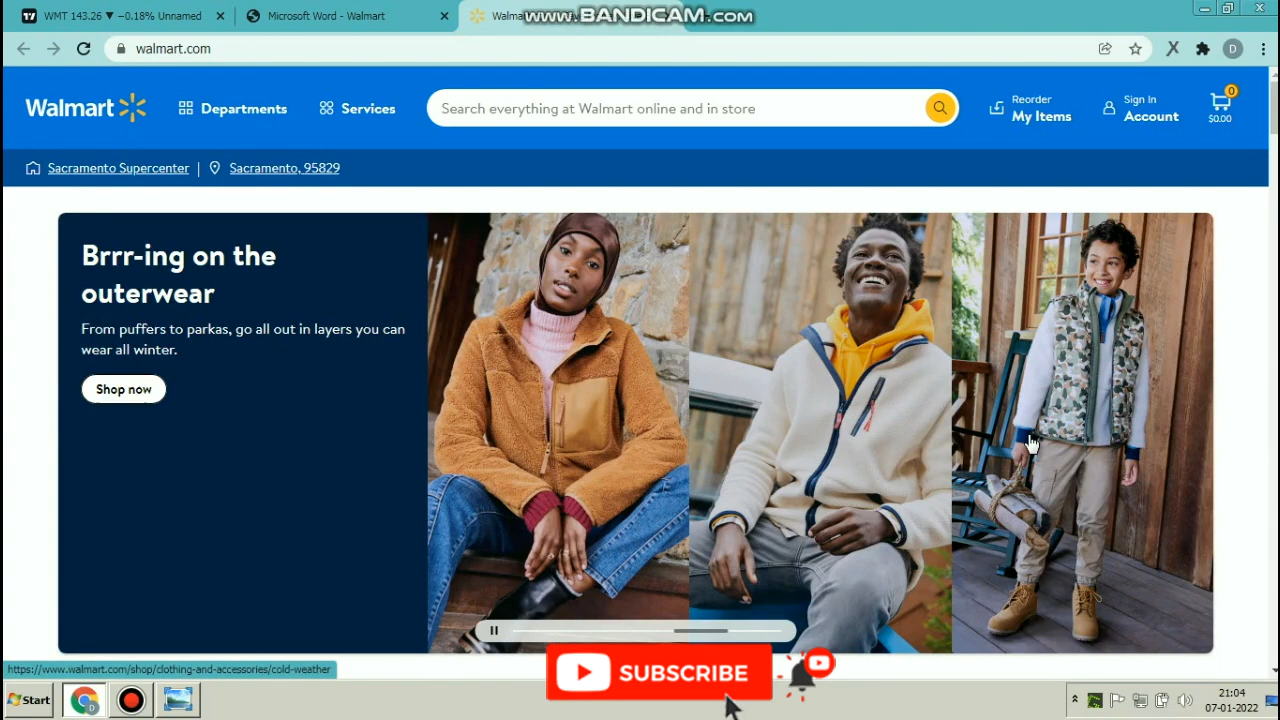 WMT 143.26 ▼ −0.18% Unnamed
Microsoft Word - Walmart
www.BANDICAM.com
walmart.com
D
Walmart
Departments
Services
Search everything at Walmart online and in store
Reorder
My Items
Sign In
Account
0
$0.00
Sacramento Supercenter | Sacramento, 95829
Brrr-ing on the
outerwear
From puffers to parkas, go all out in layers you can
wear all winter.
Shop now
https://www.walmart.com/shop/clothing-and-accessories/cold-weather
SUBSCRIBE
Start
21:04
07-01-2022